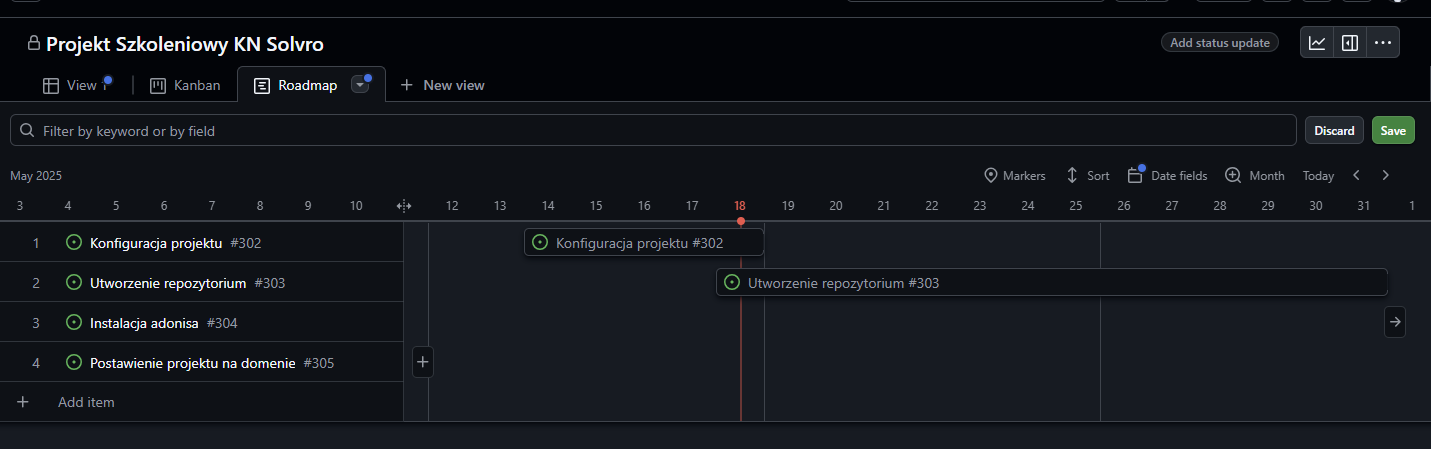 Projekt Szkoleniowy KN Solvro
Add status update
View 1 Kanban Roadmap New view
Filter by keyword or by field
Discard Save
May 2025 Markers Sort Date fields Month Today
3 4 5 6 7 8 9 10 12 13 14 15 16 17 18 19 20 21 22 23 24 25 26 27 28 29 30 31 1
1 Konfiguracja projektu #302 Konfiguracja projektu #302
2 Utworzenie repozytorium #303 Utworzenie repozytorium #303
3 Instalacja adonisa #304
4 Postawienie projektu na domenie #305
Add item